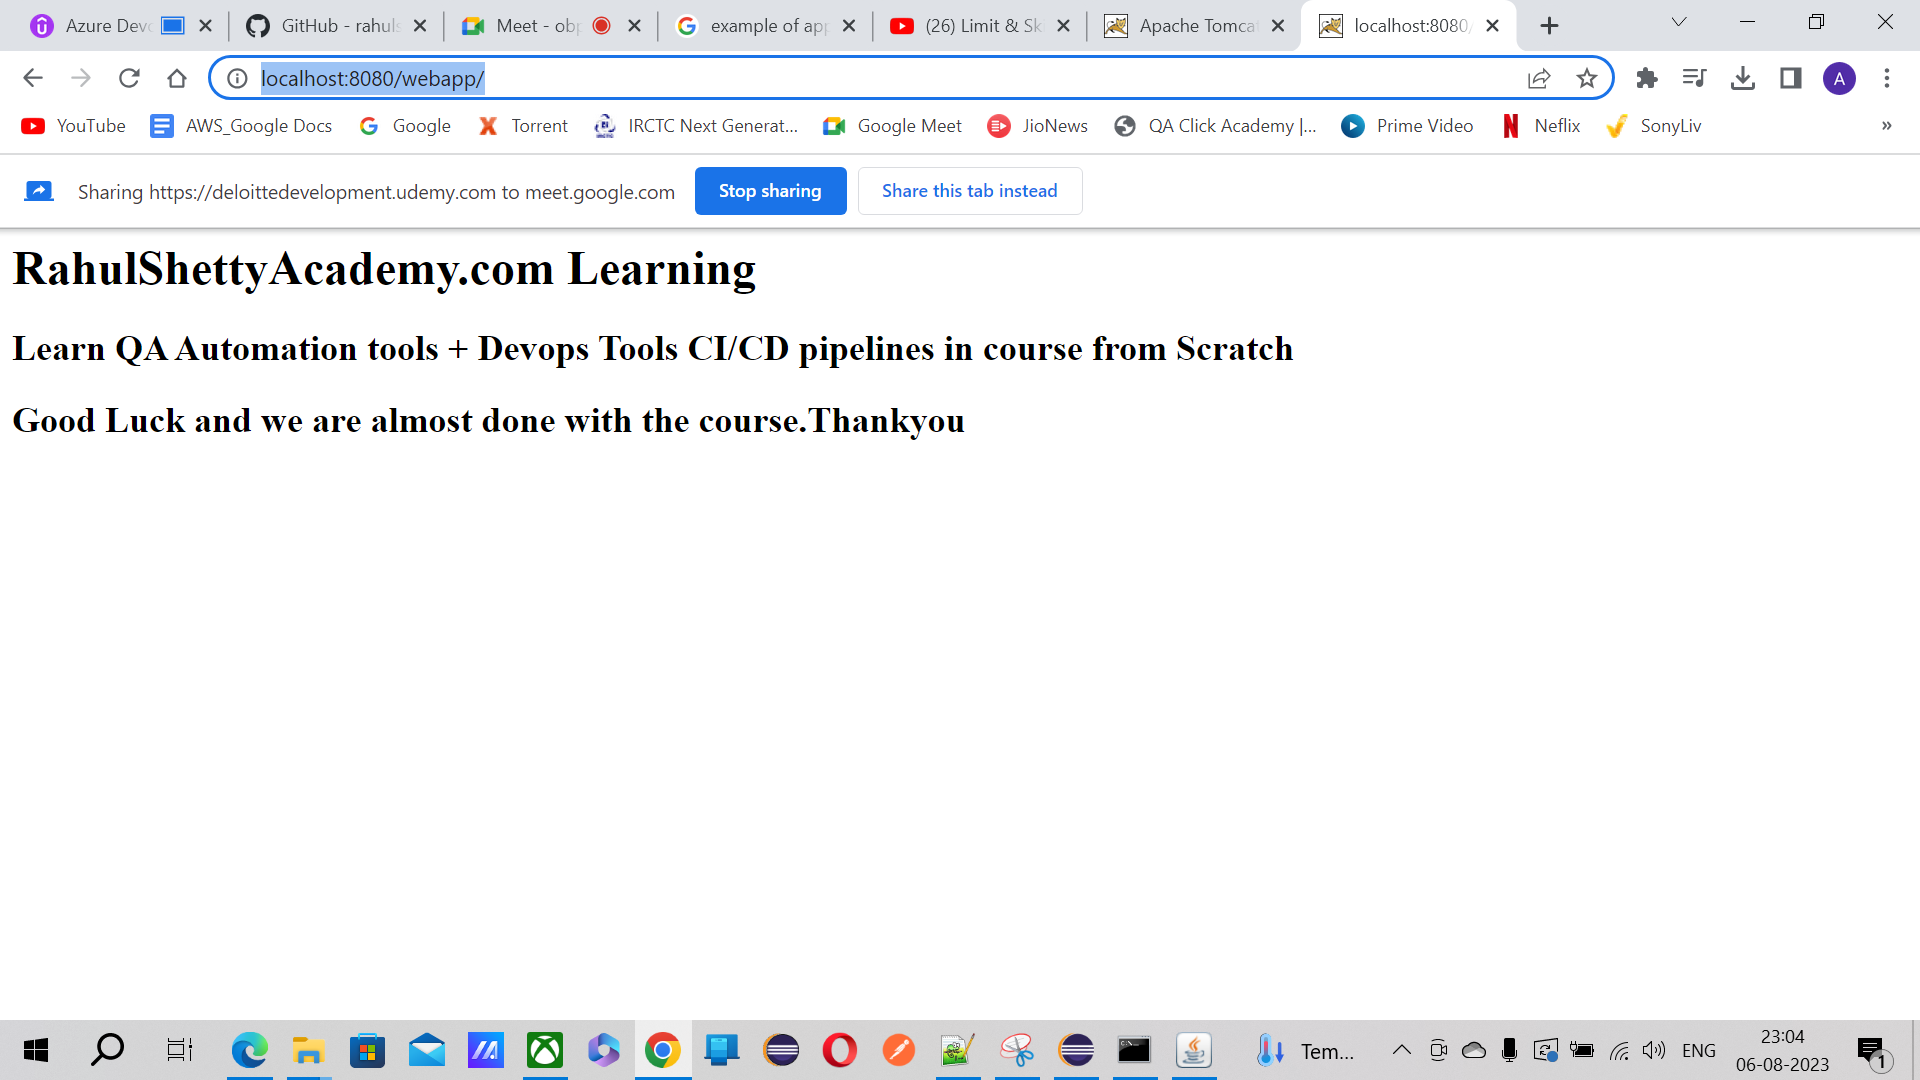 Azure Devo
GitHub - rahuls
Meet - obp
example of app
(26) Limit & Sk
Apache Tomca
localhost:8080/
localhost:8080/webapp/
A
YouTube
AWS_Google Docs
Google
Torrent
IRCTC Next Generat...
Google Meet
JioNews
QA Click Academy |...
Prime Video
Neflix
SonyLiv
»
Sharing https://deloittedevelopment.udemy.com to meet.google.com
Stop sharing
Share this tab instead
RahulShettyAcademy.com Learning
Learn QA Automation tools + Devops Tools CI/CD pipelines in course from Scratch
Good Luck and we are almost done with the course.Thankyou
Tem...
ENG
23:04
06-08-2023
1